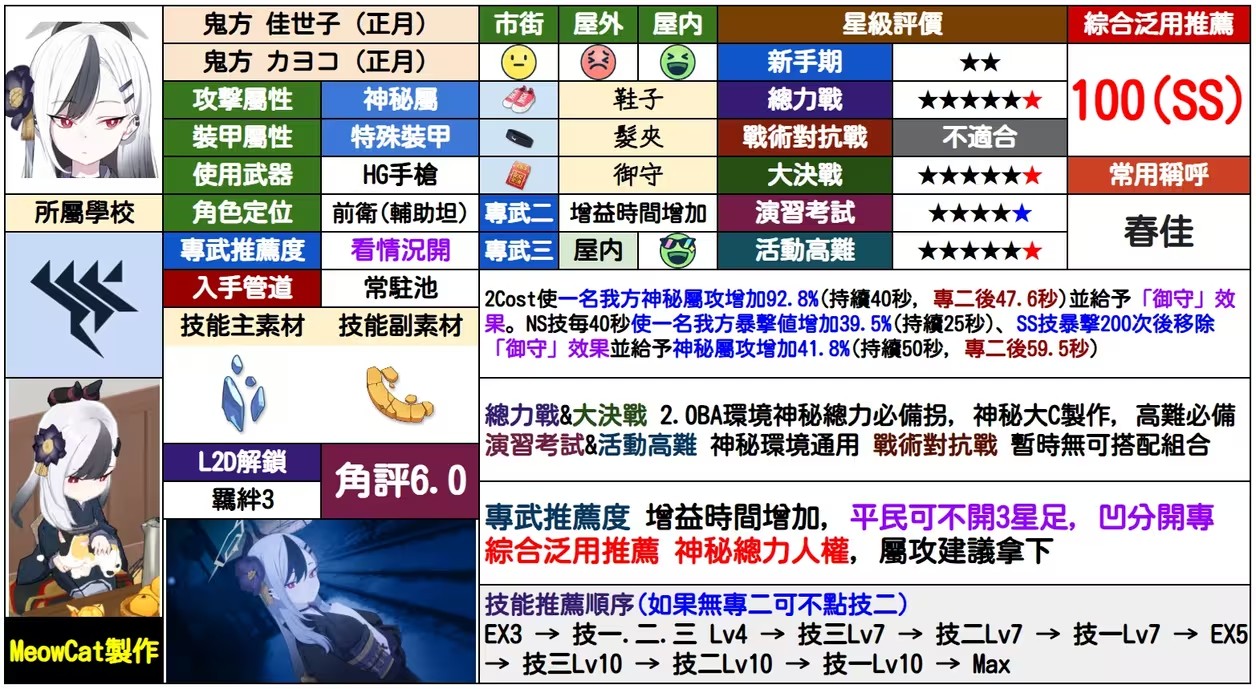 鬼方 佳世子 (正月)
鬼方 カヨコ (正月)
攻擊屬性 神秘屬
裝甲屬性 特殊裝甲
使用武器 HG手槍
角色定位 前衛(輔助坦)
專武推薦度 看情況開
入手管道 常駐池
技能主素材 技能副素材
L2D解鎖
羈絆3
角評6.0
所屬學校
MeowCat製作
市街 屋外 屋內
鞋子
髮夾
御守
專武二 增益時間增加
專武三 屋內
星級評價
新手期 ★★
總力戰 ★★★★★★
戰術對抗戰 不適合
大決戰 ★★★★★★
演習考試 ★★★★★
活動高難 ★★★★★★
綜合泛用推薦
100(SS)
常用稱呼
春佳
2Cost使一名我方神秘屬攻增加92.8%(持續40秒, 專二後47.6秒)並給予「御守」效
果。NS技每40秒使一名我方暴擊値增加39.5%(持續25秒)、SS技暴擊200次後移除
「御守」效果並給予神秘屬攻增加41.8%(持續50秒, 專二後59.5秒)
總力戰&大決戰 2.0BA環境神秘總力必備拐, 神秘大C製作, 高難必備
演習考試&活動高難 神秘環境通用 戰術對抗戰 暫時無可搭配組合
專武推薦度 增益時間增加, 平民可不開3星足, 凹分開專
綜合泛用推薦 神秘總力人權, 屬攻建議拿下
技能推薦順序(如果無專二可不點技二)
EX3 → 技一.二.三 Lv4 → 技三Lv7 → 技二Lv7 → 技一Lv7 → EX5
→ 技三Lv10 → 技二Lv10 → 技一Lv10 → Max